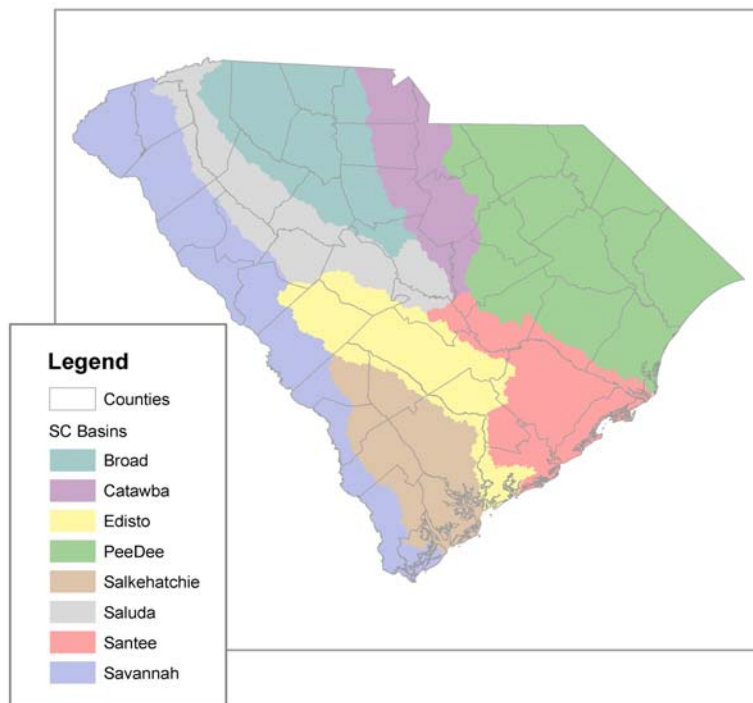 Legend
Counties
SC Basins
Broad
Catawba
Edisto
PeeDee
Salkehatchie
Saluda
Santee
Savannah